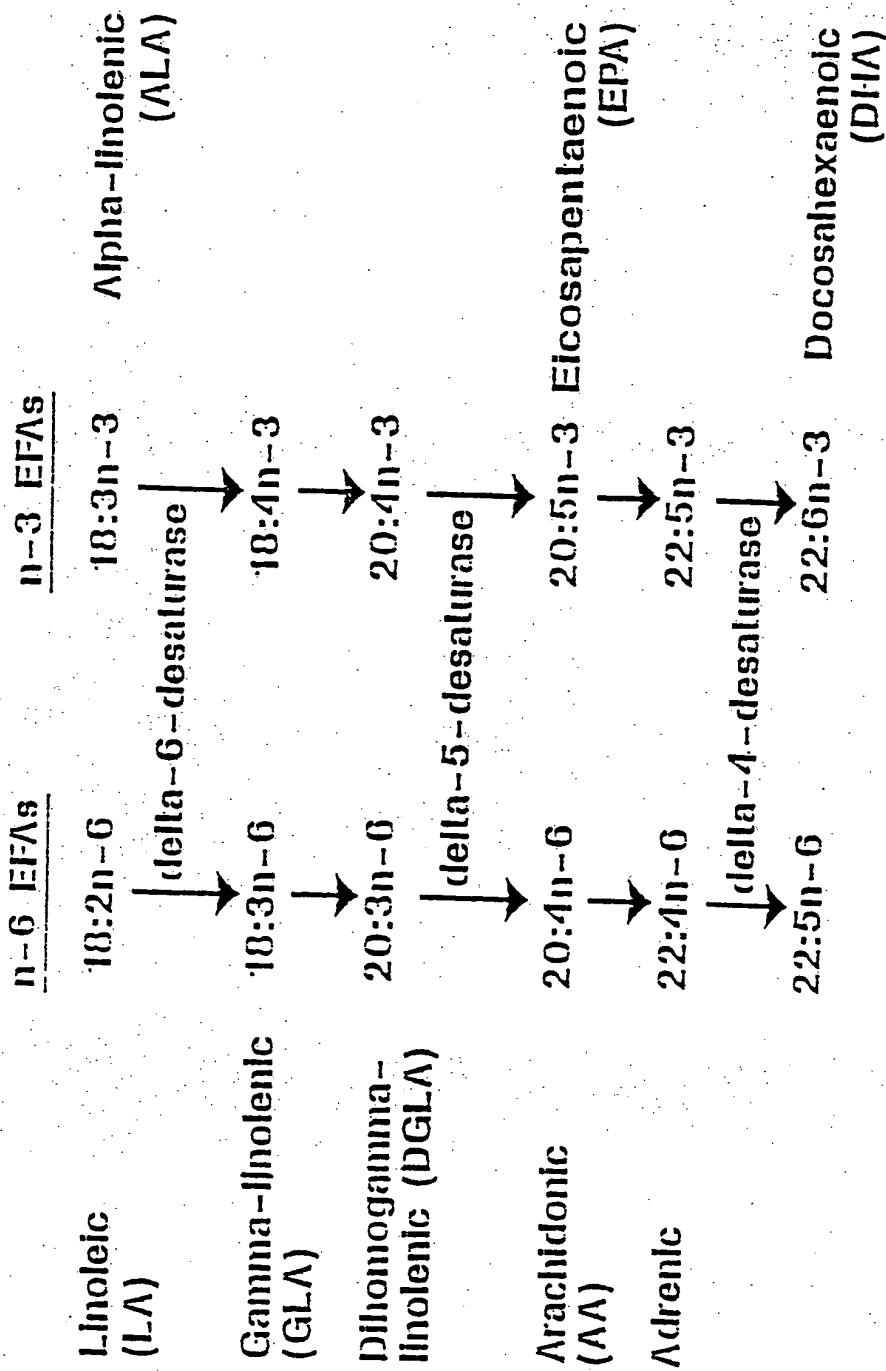 n-6 EFAs n-3 EFAs
Linoleic 18:2n-6 18:3n-3 Alpha-linolenic
(LA) (ALA)
delta-6-desaturase
Gamma-linolenic 18:3n-6 18:4n-3
(GLA)
Dihomogamma- 20:3n-6 20:4n-3
linolenic (DGLA)
delta-5-desaturase
Arachidonic 20:4n-6 20:5n-3 Eicosapentaenoic
(AA) (EPA)
Adrenic 22:4n-6 22:5n-3
delta-4-desaturase
22:5n-6 22:6n-3 Docosahexaenoic
(DHA)